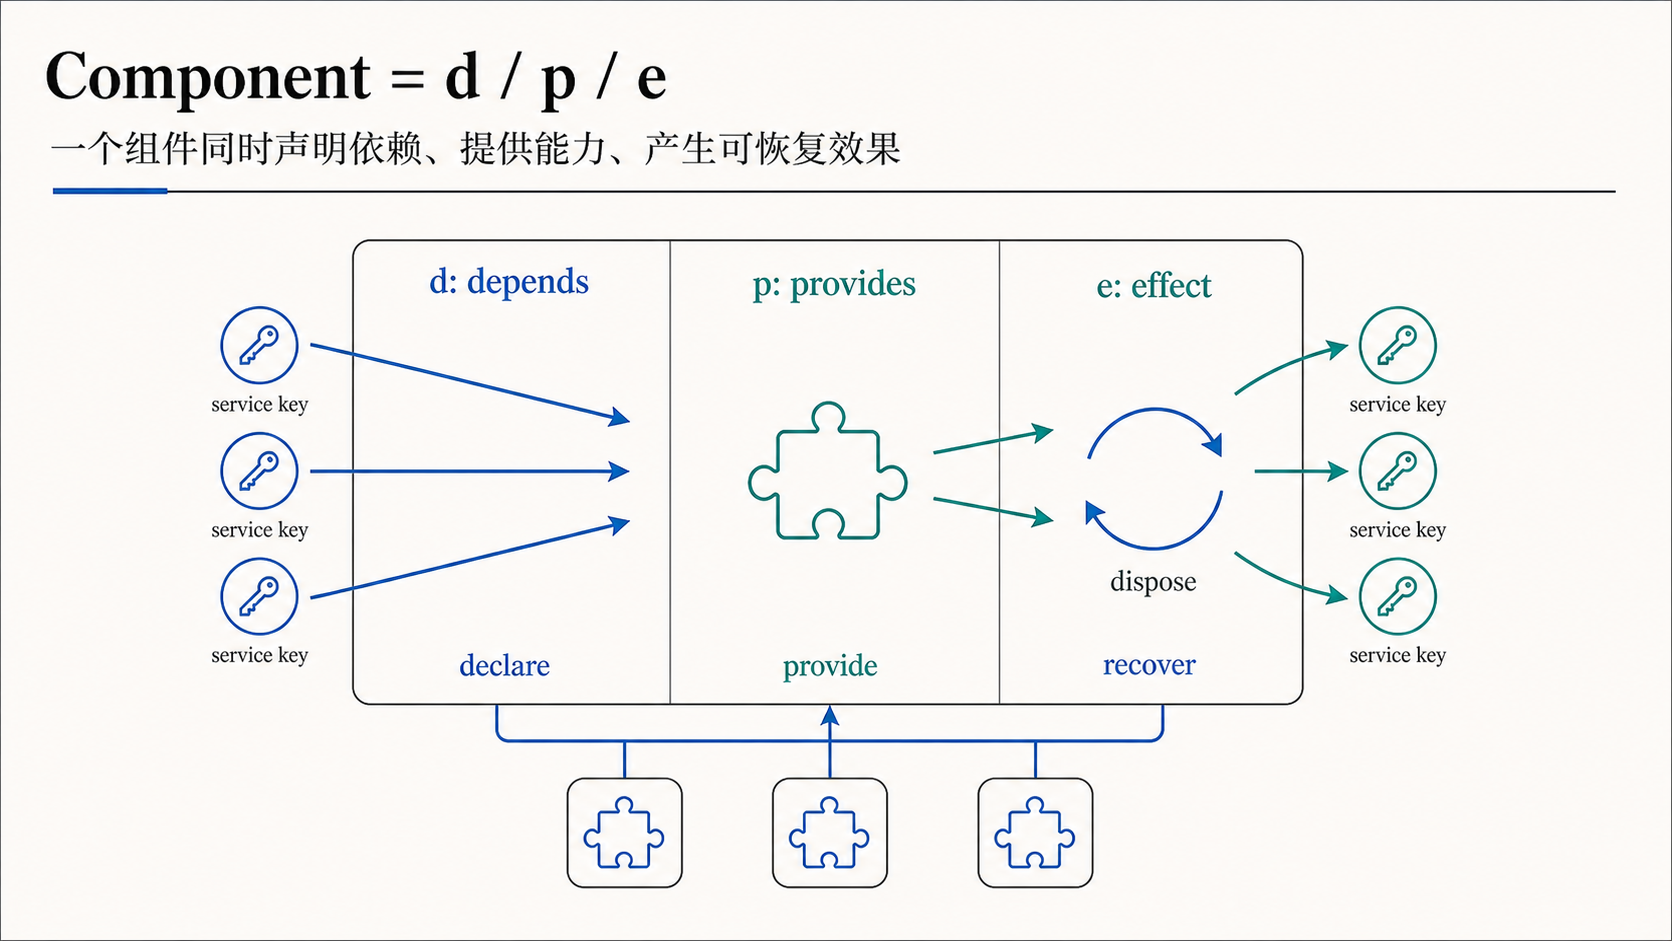 Component = d / p / e
一个组件同时声明依赖、提供能力、产生可恢复效果
d: depends
p: provides
e: effect
service key
service key
service key
service key
service key
service key
dispose
declare
provide
recover